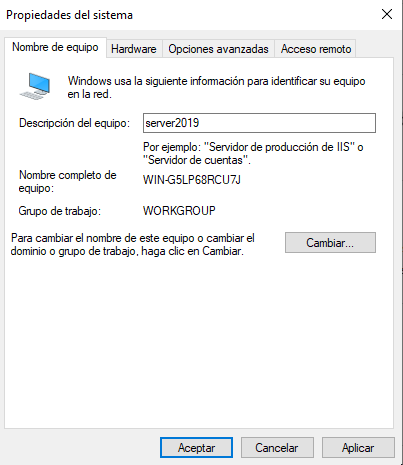 Propiedades del sistema
Nombre de equipo Hardware Opciones avanzadas Acceso remoto
Windows usa la siguiente información para identificar su equipo
en la red.
Descripción del equipo: server2019
Por ejemplo: "Servidor de producción de IIS" o
"Servidor de cuentas".
Nombre completo de
equipo:
WIN-G5LP68RCU7J
Grupo de trabajo: WORKGROUP
Para cambiar el nombre de este equipo o cambiar el
dominio o grupo de trabajo, haga clic en Cambiar.
Cambiar...
Aceptar Cancelar Aplicar